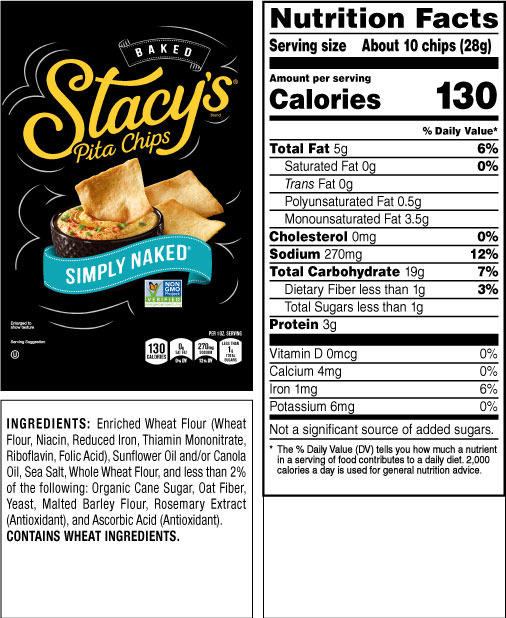 BAKED
Stacy's®
Brand
Pita Chips
SIMPLY NAKED®
NON
GMO
Project
VERIFIED
nongmoproject.org
Enlarged to
show texture
Serving Suggestion
U
PER 1 OZ. SERVING
130 CALORIES
0g SAT FAT 0% DV
270mg SODIUM 12% DV
LESS THAN 1g TOTAL SUGARS
INGREDIENTS: Enriched Wheat Flour (Wheat
Flour, Niacin, Reduced Iron, Thiamin Mononitrate,
Riboflavin, Folic Acid), Sunflower Oil and/or Canola
Oil, Sea Salt, Whole Wheat Flour, and less than 2%
of the following: Organic Cane Sugar, Oat Fiber,
Yeast, Malted Barley Flour, Rosemary Extract
(Antioxidant), and Ascorbic Acid (Antioxidant).
CONTAINS WHEAT INGREDIENTS.
Nutrition Facts
Serving size About 10 chips (28g)
Amount per serving
Calories 130
% Daily Value*
Total Fat 5g 6%
Saturated Fat 0g 0%
Trans Fat 0g
Polyunsaturated Fat 0.5g
Monounsaturated Fat 3.5g
Cholesterol 0mg 0%
Sodium 270mg 12%
Total Carbohydrate 19g 7%
Dietary Fiber less than 1g 3%
Total Sugars less than 1g
Protein 3g
Vitamin D 0mcg 0%
Calcium 4mg 0%
Iron 1mg 6%
Potassium 6mg 0%
Not a significant source of added sugars.
* The % Daily Value (DV) tells you how much a nutrient
in a serving of food contributes to a daily diet. 2,000
calories a day is used for general nutrition advice.